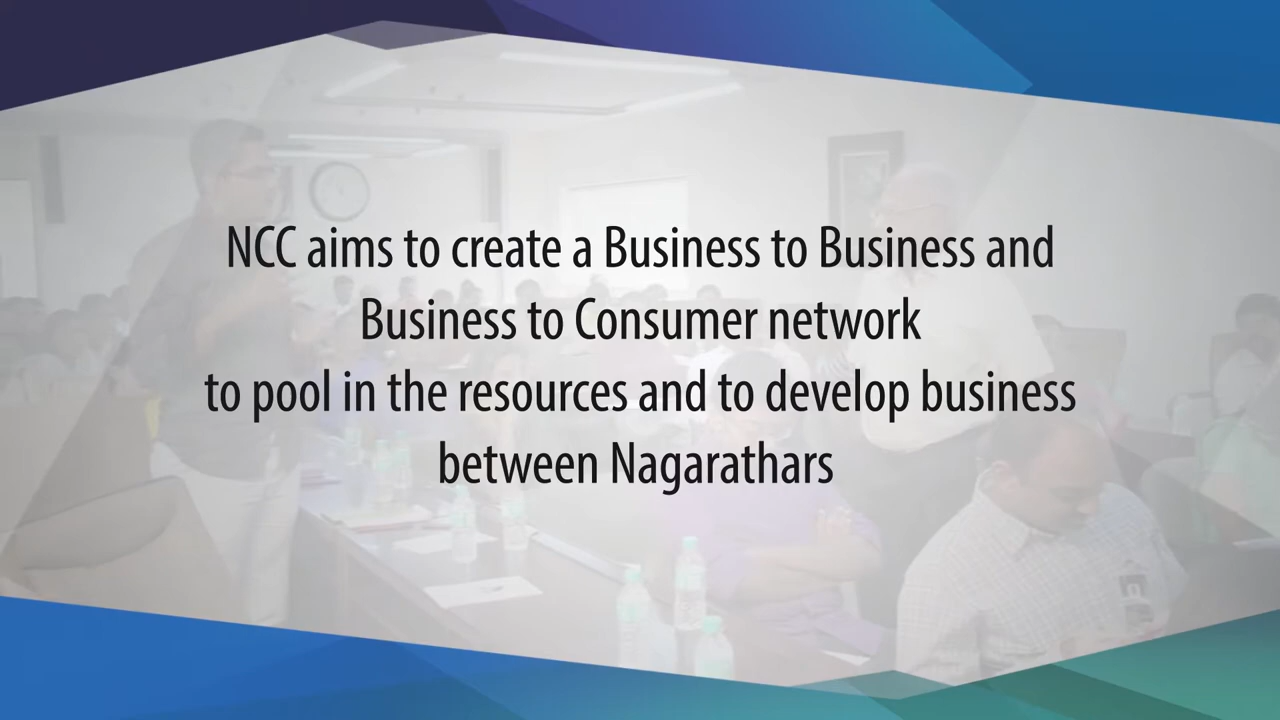 NCC aims to create a Business to Business and
Business to Consumer network
to pool in the resources and to develop business
between Nagarathars